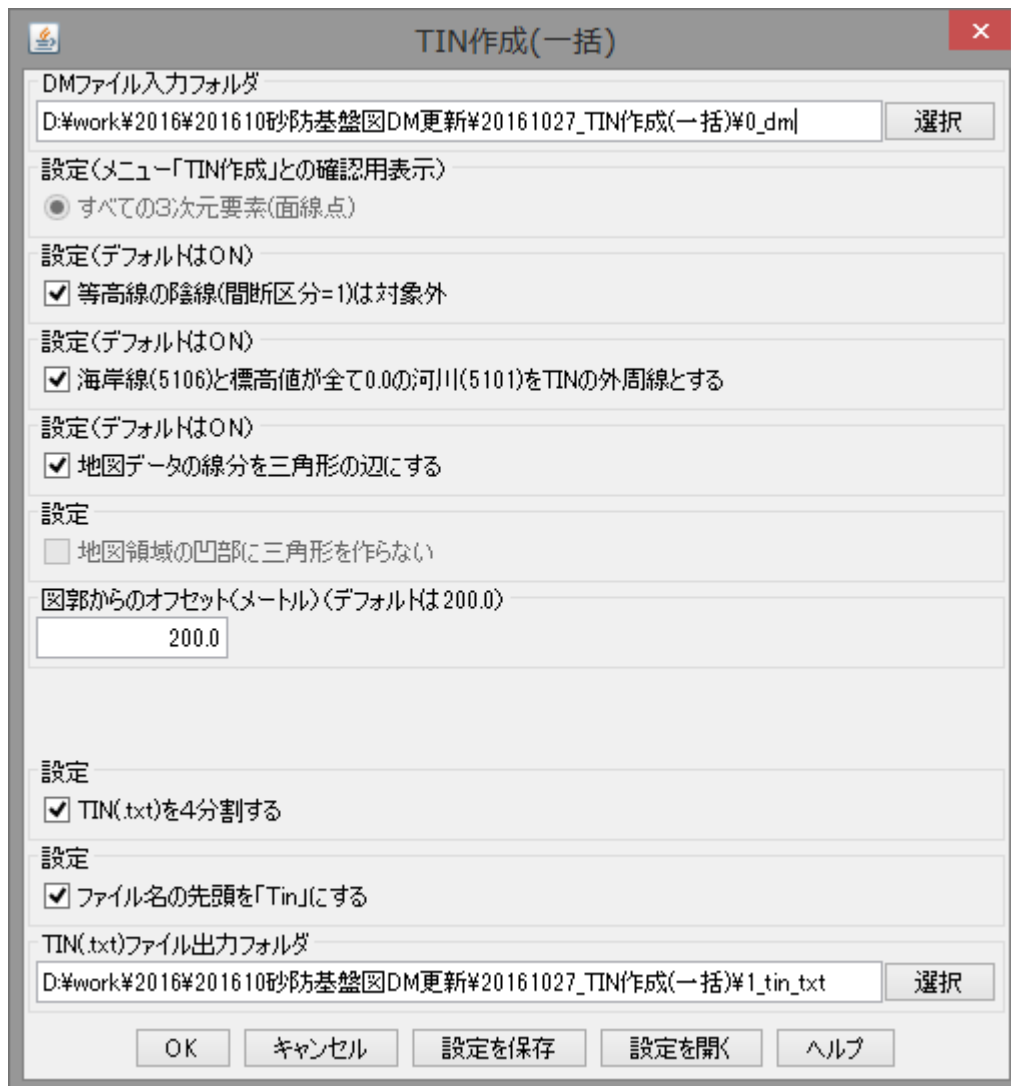 TIN作成(一括)
DMファイル入力フォルダ
D:¥work¥2016¥201610砂防基盤図DM更新¥20161027_TIN作成(一括)¥0_dm
選択
設定(メニュー「TIN作成」との確認用表示)
すべての3次元要素(面線点)
設定(デフォルトはON)
等高線の陰線(間断区分=1)は対象外
設定(デフォルトはON)
海岸線(5106)と標高値が全て0.0の河川(5101)をTINの外周線とする
設定(デフォルトはON)
地図データの線分を三角形の辺にする
設定
地図領域の凹部に三角形を作らない
図郭からのオフセット(メートル)(デフォルトは200.0)
200.0
設定
TIN(.txt)を4分割する
設定
ファイル名の先頭を「Tin」にする
TIN(.txt)ファイル出力フォルダ
D:¥work¥2016¥201610砂防基盤図DM更新¥20161027_TIN作成(一括)¥1_tin_txt
選択
OK キャンセル 設定を保存 設定を開く ヘルプ